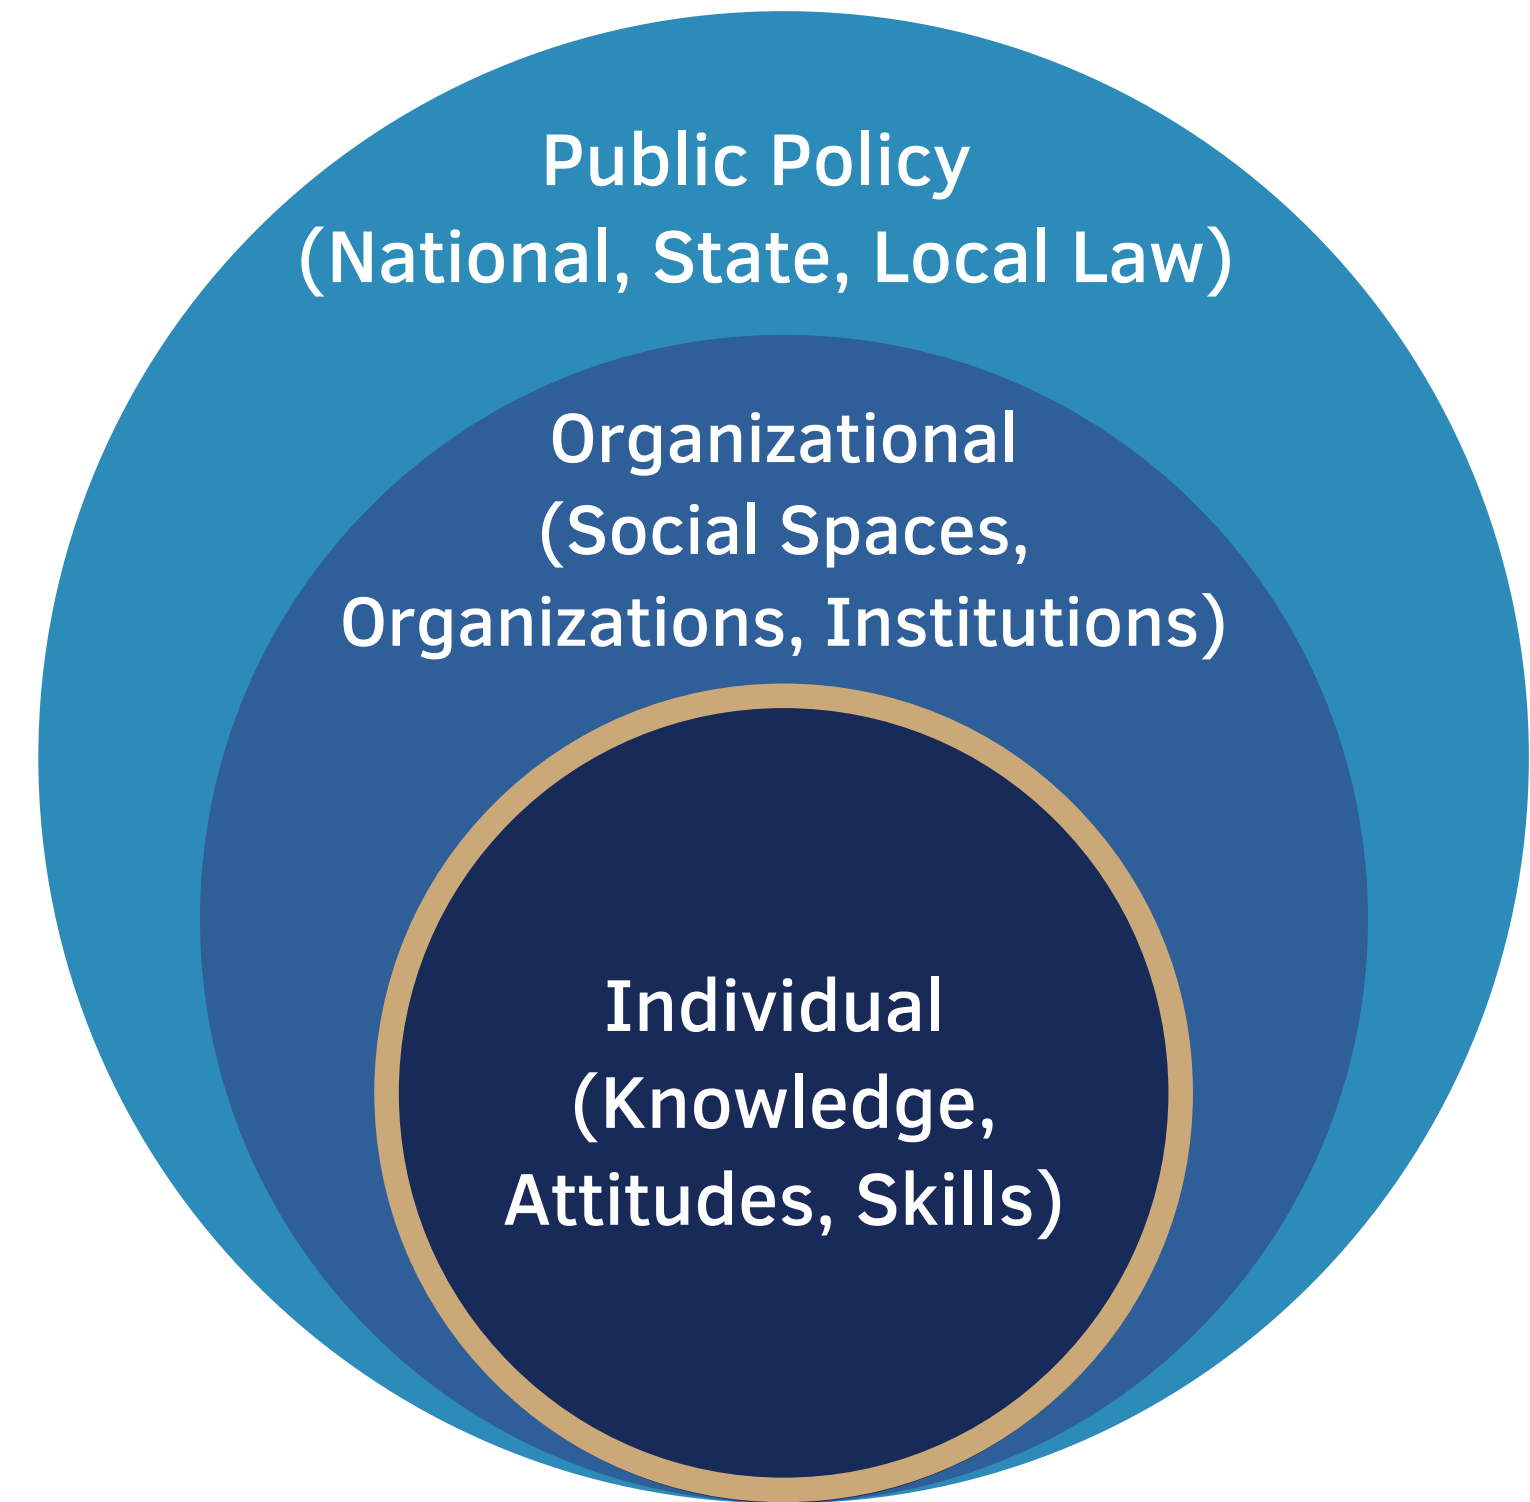 Public Policy
(National, State, Local Law)
Organizational
(Social Spaces,
Organizations, Institutions)
Individual
(Knowledge,
Attitudes, Skills)